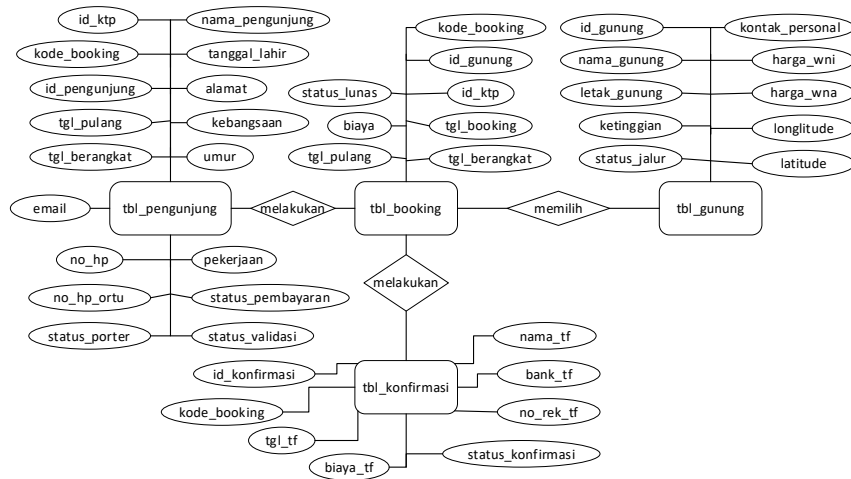 id_ktp
nama_pengunjung
kode_booking
tanggal_lahir
id_pengunjung
alamat
tgl_pulang
kebangsaan
tgl_berangkat
umur
email
tbl_pengunjung
no_hp
pekerjaan
no_hp_ortu
status_pembayaran
status_porter
status_validasi
melakukan
kode_booking
id_gunung
status_lunas
id_ktp
biaya
tgl_booking
tgl_pulang
tgl_berangkat
tbl_booking
memilih
id_gunung
kontak_personal
nama_gunung
harga_wni
letak_gunung
harga_wna
ketinggian
longlitude
status_jalur
latitude
tbl_gunung
melakukan
nama_tf
id_konfirmasi
bank_tf
tbl_konfirmasi
kode_booking
no_rek_tf
tgl_tf
status_konfirmasi
biaya_tf